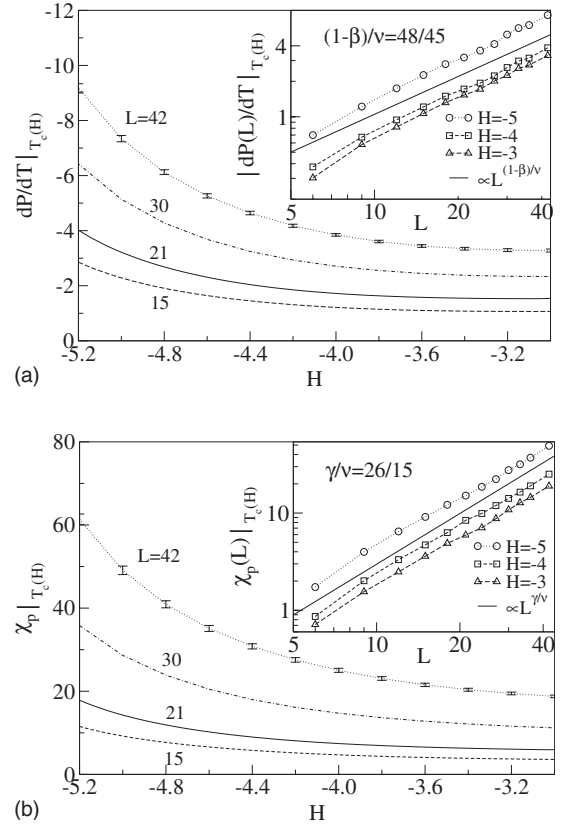 -12
-10
-8
-6
-4
-2
0
dP/dT|T_c(H)
L=42
30
21
15
-5.2 -4.8 -4.4 -4.0 -3.6 -3.2
H
(a)
(1-β)/ν=48/45
|dP(L)/dT|T_c(H)
4
1
H=-5
H=-4
H=-3
∝L^(1-β)/ν
5 10 20 40
L
80
60
40
20
0
χp|T_c(H)
L=42
30
21
15
-5.2 -4.8 -4.4 -4.0 -3.6 -3.2
H
(b)
γ/ν=26/15
χp(L)|T_c(H)
10
1
H=-5
H=-4
H=-3
∝L^γ/ν
5 10 20 40
L